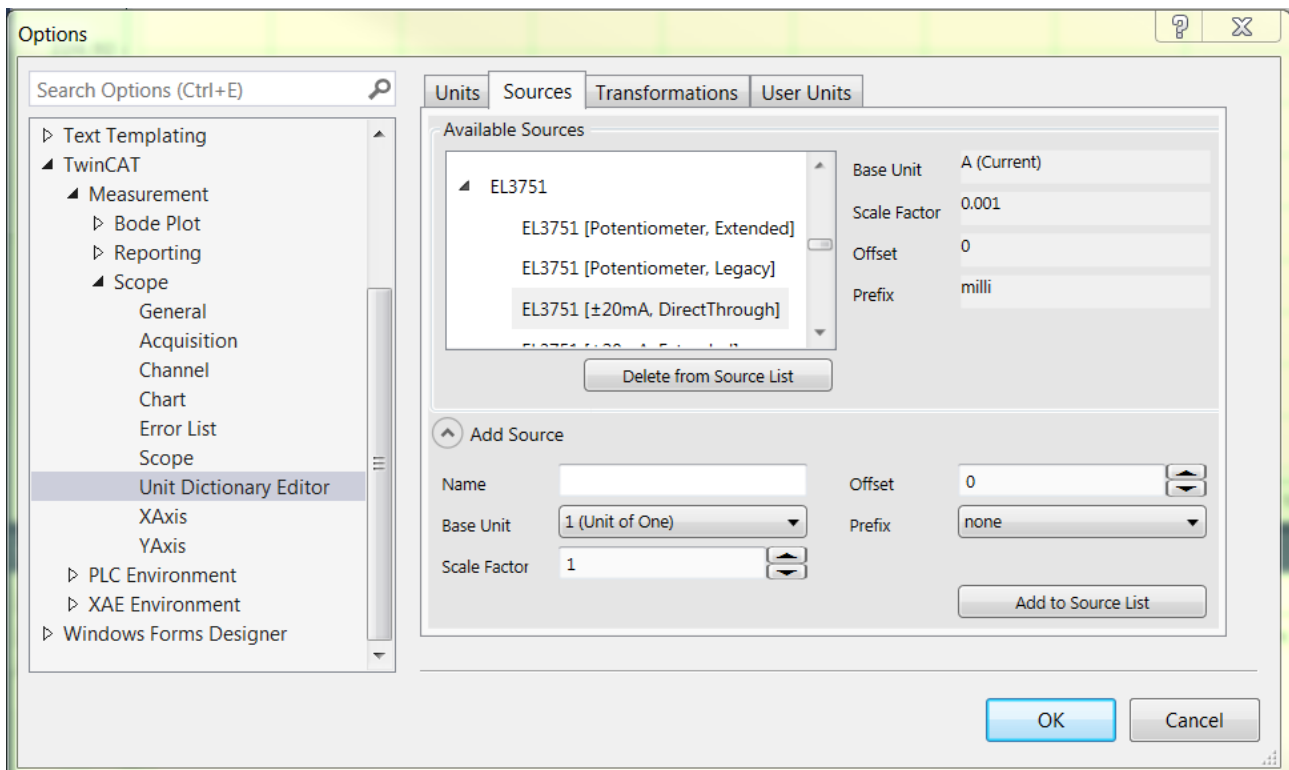 Options
Search Options (Ctrl+E)
Text Templating
TwinCAT
Measurement
Bode Plot
Reporting
Scope
General
Acquisition
Channel
Chart
Error List
Scope
Unit Dictionary Editor
XAxis
YAxis
PLC Environment
XAE Environment
Windows Forms Designer
Units Sources Transformations User Units
Available Sources
EL3751
EL3751 [Potentiometer, Extended]
EL3751 [Potentiometer, Legacy]
EL3751 [±20mA, DirectThrough]
Delete from Source List
Base Unit A (Current)
Scale Factor 0.001
Offset 0
Prefix milli
Add Source
Name
Offset 0
Base Unit 1 (Unit of One)
Prefix none
Scale Factor 1
Add to Source List
OK Cancel